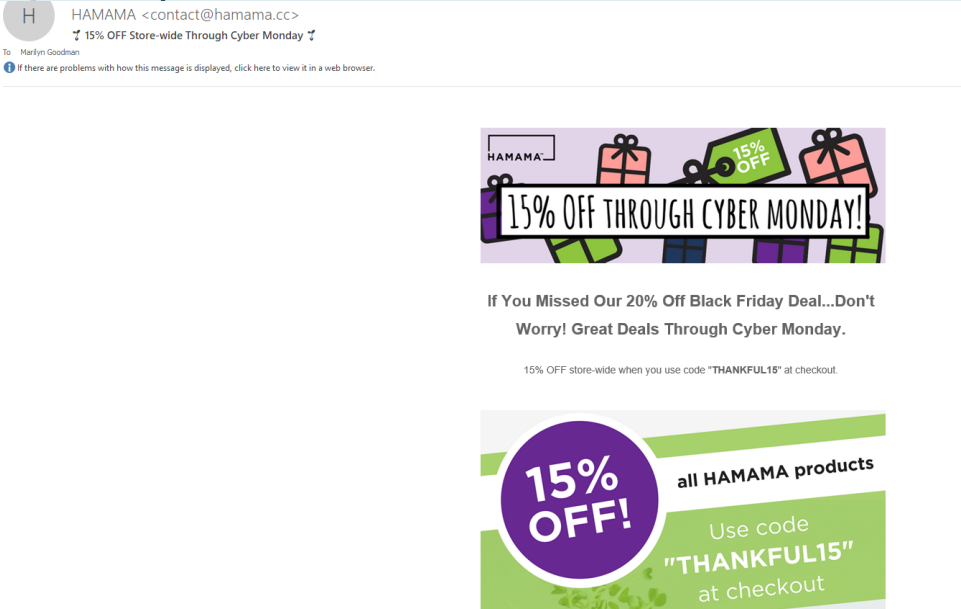 H
HAMAMA <contact@hamama.cc>
🌱 15% OFF Store-wide Through Cyber Monday 🌱
To Marilyn Goodman
If there are problems with how this message is displayed, click here to view it in a web browser.
HAMAMA
15% OFF
15% OFF THROUGH CYBER MONDAY!
If You Missed Our 20% Off Black Friday Deal...Don't
Worry! Great Deals Through Cyber Monday.
15% OFF store-wide when you use code "THANKFUL15" at checkout.
15%
OFF!
all HAMAMA products
Use code
"THANKFUL15"
at checkout